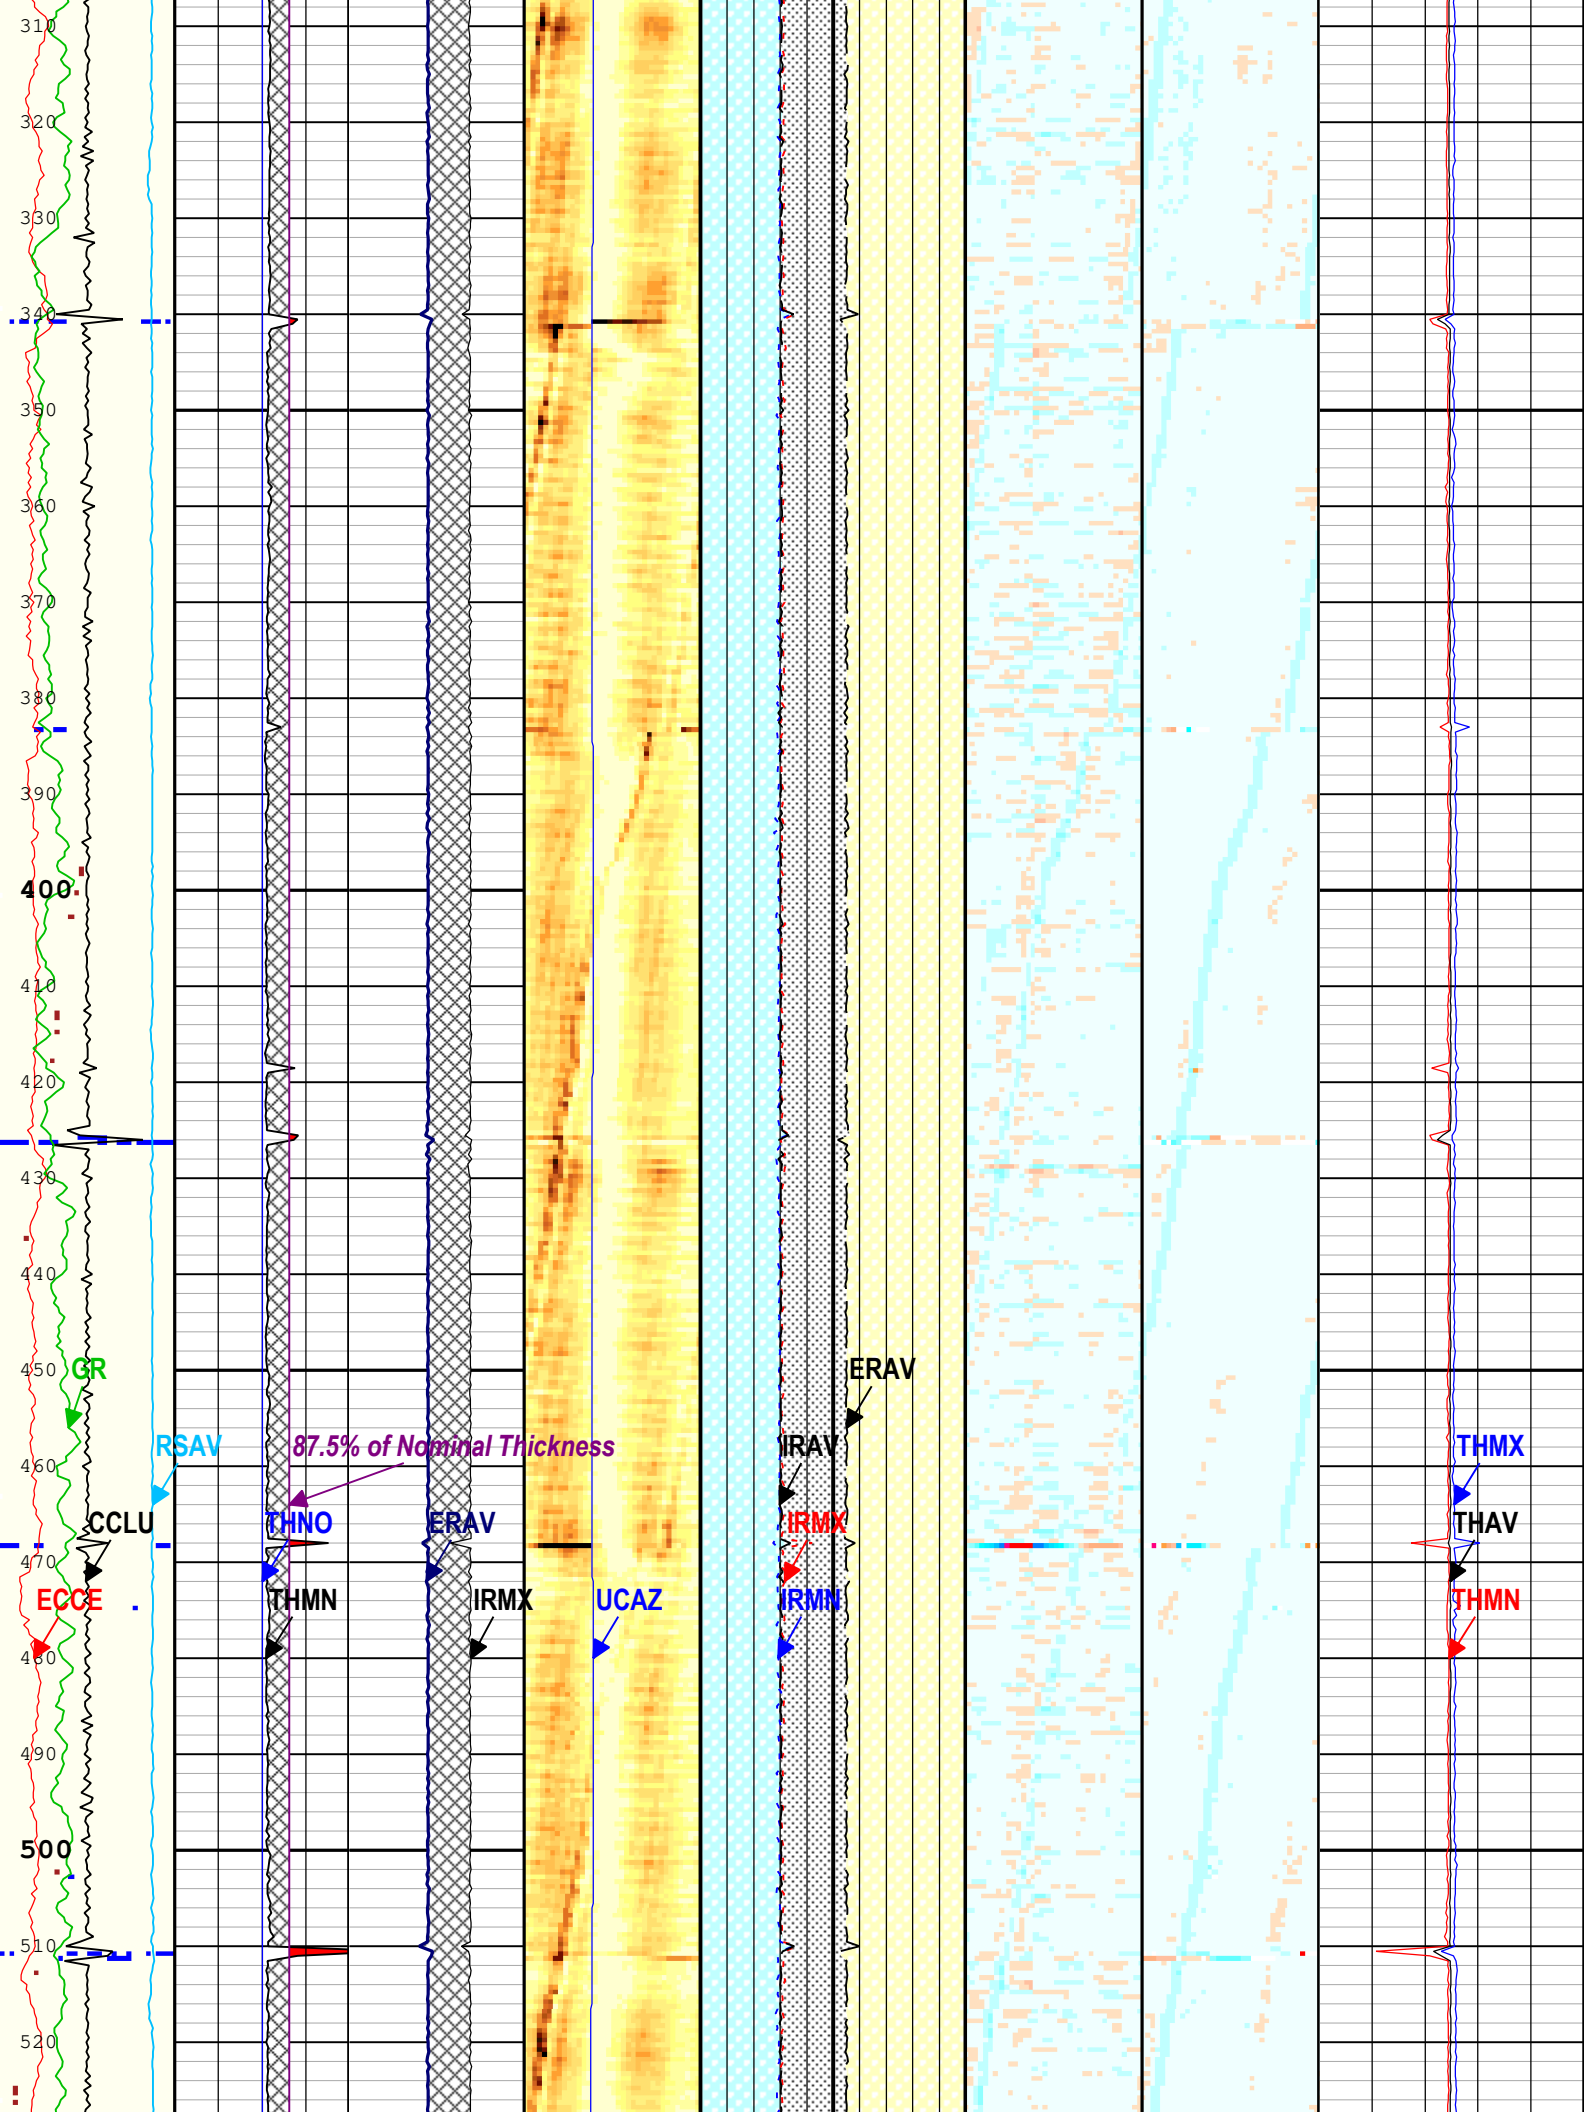 310
320
330
340
350
360
370
380
390
400
410
420
430
440
450
GR
ERAV
RSAV
87.5% of Nominal Thickness
IRAV
THMX
460
CCLU
THNO
ERAV
IRMX
THAV
470
ECCE
THMN
IRMX
UCAZ
IRMN
THMN
480
490
500
510
520